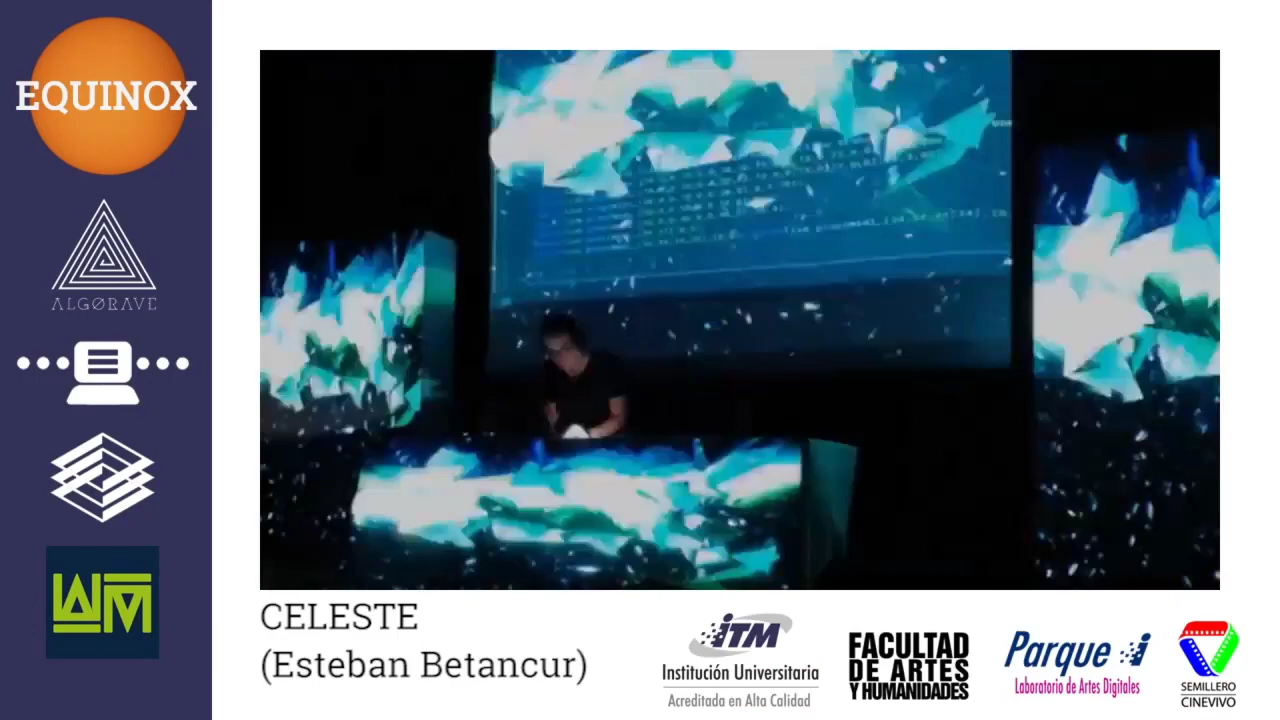 EQUINOX
ALGØRAVE
CELESTE
(Esteban Betancur)
iTM
Institución Universitaria
Acreditada en Alta Calidad
FACULTAD
DE ARTES
Y HUMANIDADES
Parque i
Laboratorio de Artes Digitales
SEMILLERO
CINEVIVO